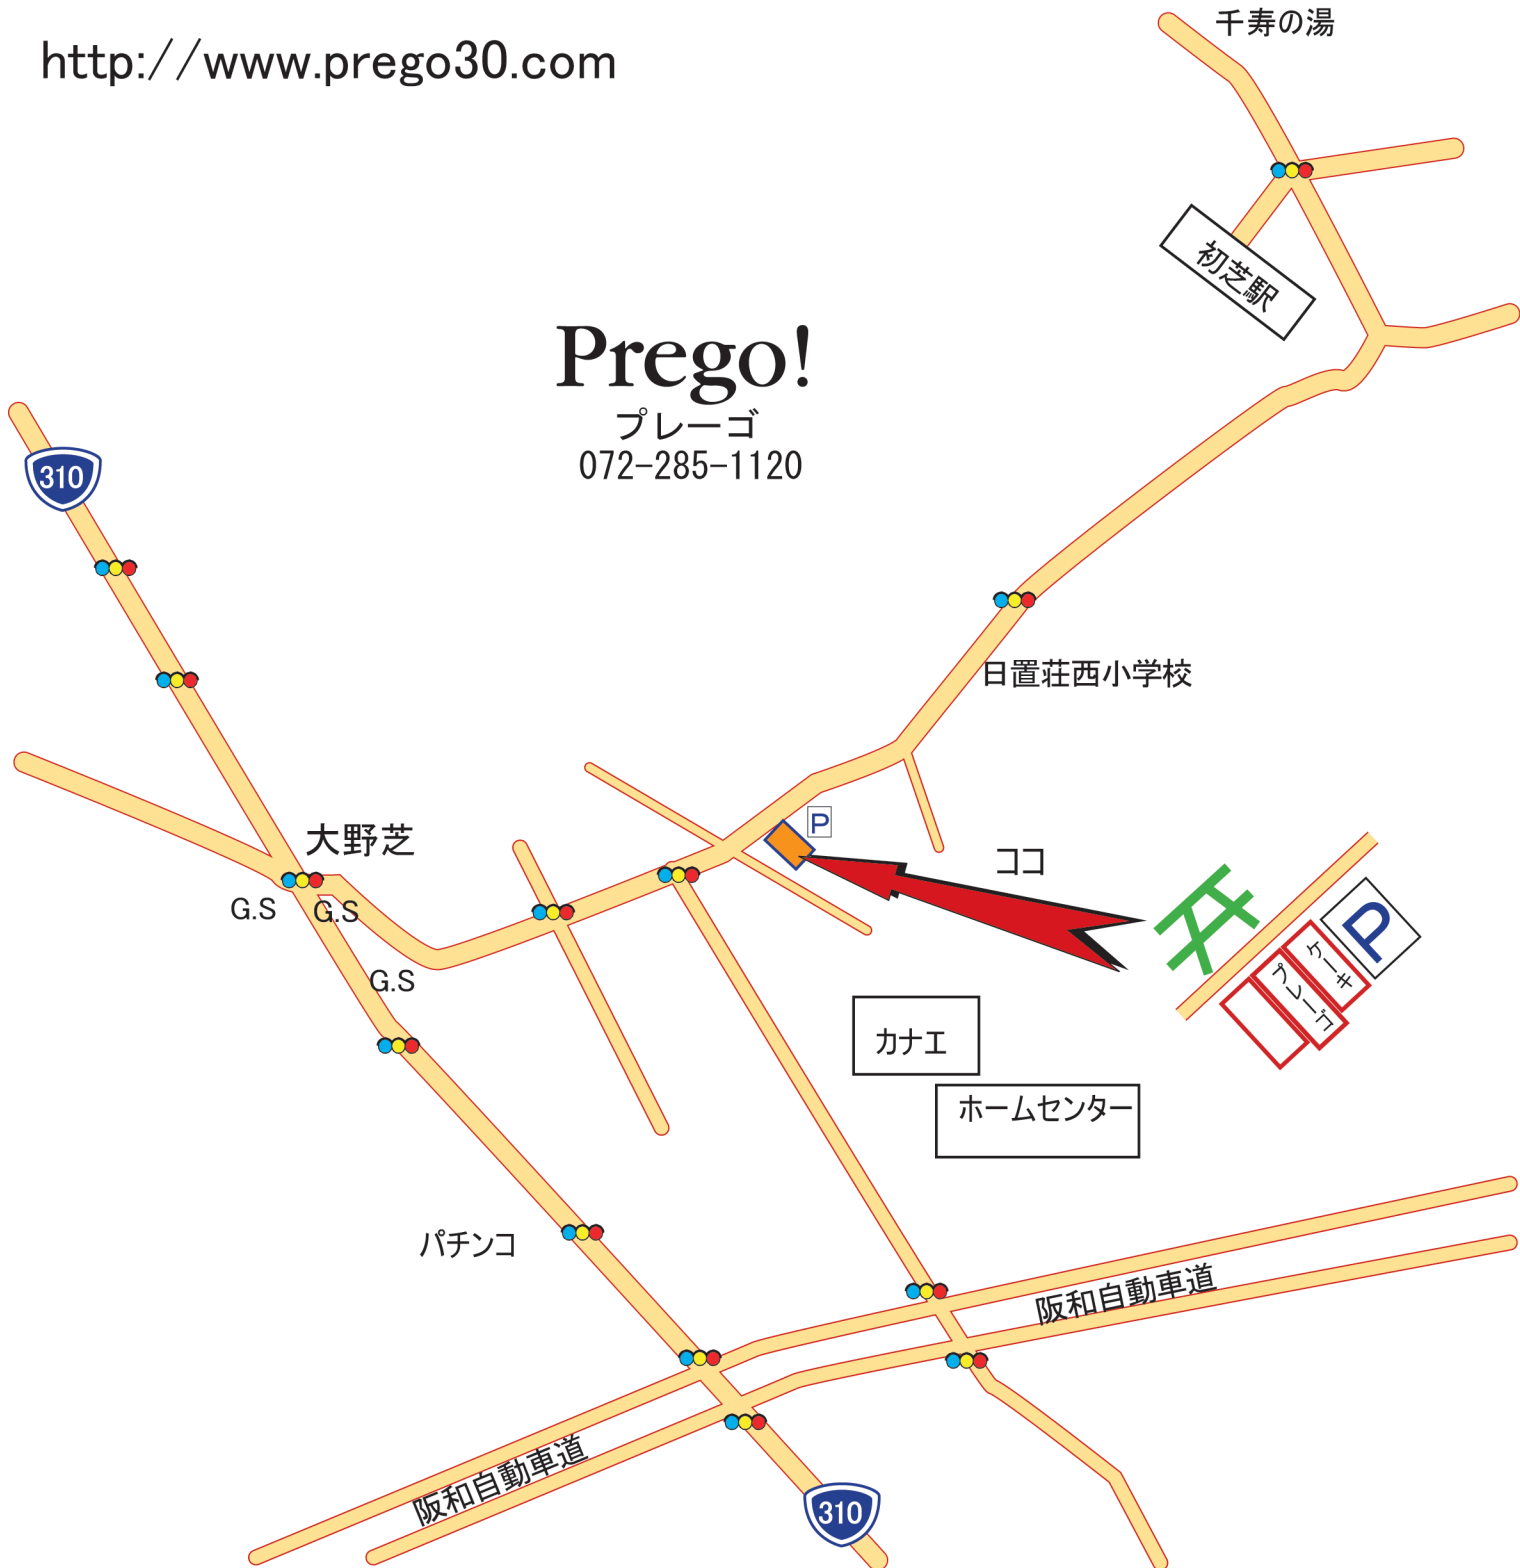 千寿の湯
http://www.prego30.com
初芝駅
Prego!
プレーゴ
072-285-1120
310
日置荘西小学校
P
大野芝
ココ
G.S
G.S
G.S
P
ケーキ
プレーゴ
カナエ
ホームセンター
パチンコ
阪和自動車道
阪和自動車道
310